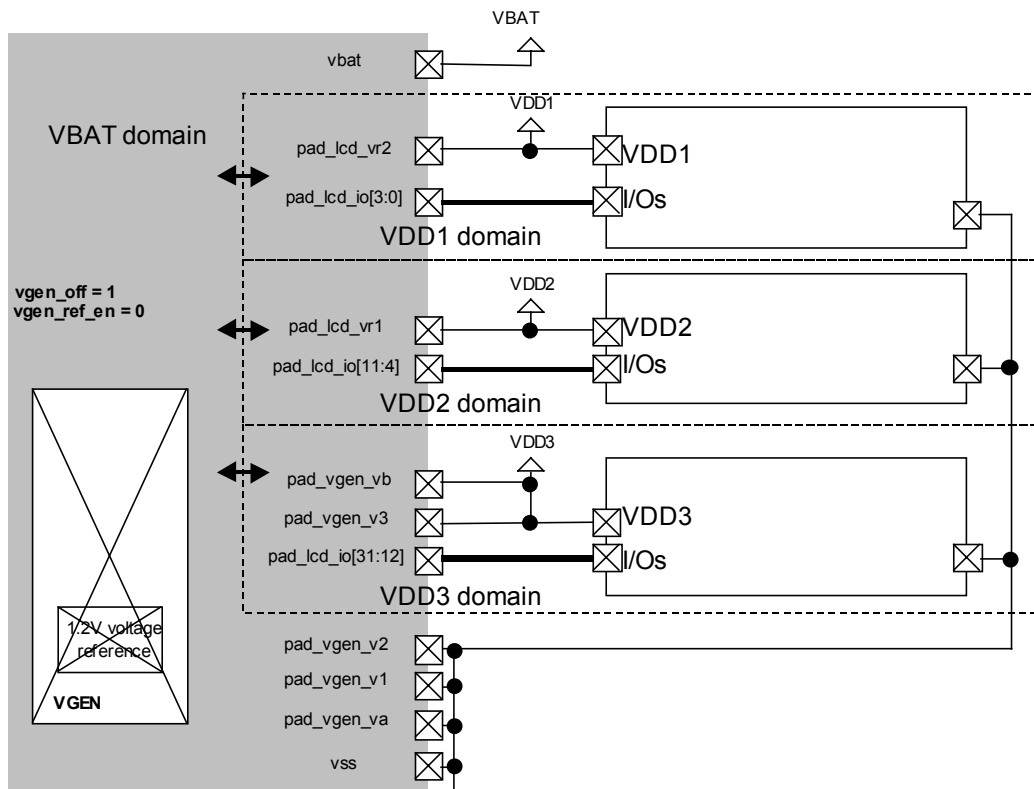 VBAT
vbat
VDD1
VBAT domain
pad_lcd_vr2
VDD1
pad_lcd_io[3:0]
I/Os
VDD1 domain
vgen_off = 1
vgen_ref_en = 0
VDD2
pad_lcd_vr1
VDD2
pad_lcd_io[11:4]
I/Os
VDD2 domain
VDD3
pad_vgen_vb
pad_vgen_v3
VDD3
pad_lcd_io[31:12]
I/Os
VDD3 domain
1.2V voltage
reference
VGEN
pad_vgen_v2
pad_vgen_v1
pad_vgen_va
vss